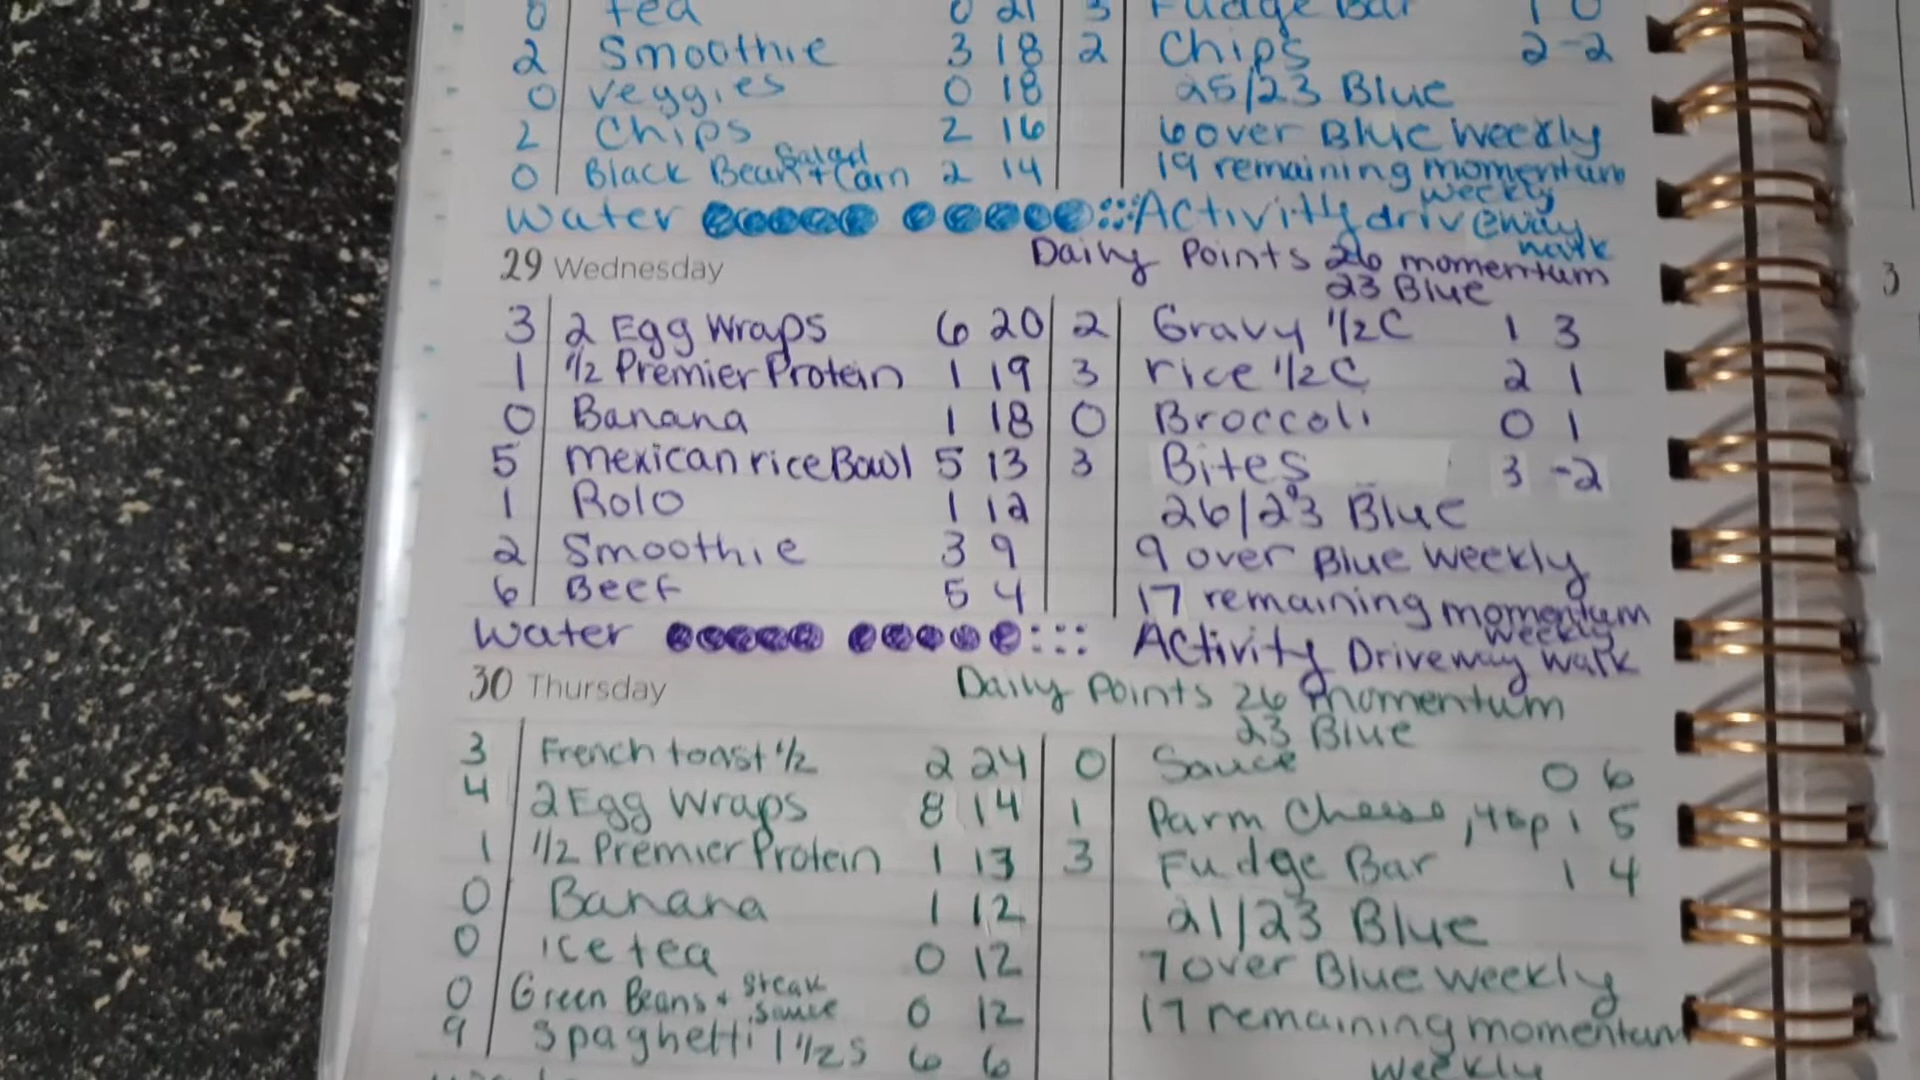 0 tea 0 21 3 Fudge Bar 1 0
2 Smoothie 3 18 2 Chips 2 -2
0 veggies 0 18 25/23 Blue
2 Chips 2 16 6 over Blue Weekly
0 Black Bean + Corn Salad 2 14 19 remaining momentum weekly
Water Activity driveway walk
29 Wednesday Daily Points 26 momentum
23 Blue
3 2 Egg Wraps 6 20 2 Gravy 1/2 C 1 3
1 1/2 Premier Protein 1 19 3 rice 1/2 C 2 1
0 Banana 1 18 0 Broccoli 0 1
5 mexican rice Bowl 5 13 3 Bites 3 -2
1 Rolo 1 12 26/23 Blue
2 Smoothie 3 9 9 over Blue Weekly
6 Beef 5 4 17 remaining momentum weekly
Water Activity Driveway walk
30 Thursday Daily Points 26 momentum
23 Blue
3 French toast 1/2 2 24 0 Sauce 0 6
4 2 Egg Wraps 8 14 1 Parm Cheese, 4tsp 1 5
1 1/2 Premier Protein 1 13 3 Fudge Bar 1 4
0 Banana 1 12 21/23 Blue
0 ice tea 0 12 7 over Blue Weekly
0 Green Beans + Steak Sauce 0 12 17 remaining momentum
9 Spaghetti 1 1/2 s 6 6 weekly
3